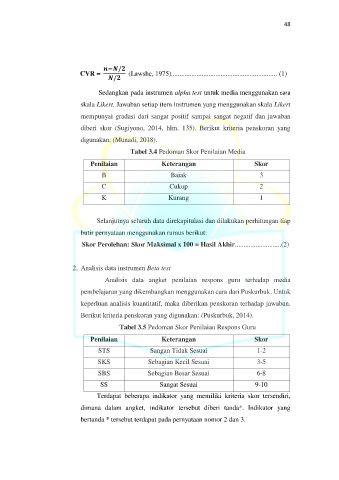 48
CVR = n−N/2 / N/2 (Lawshe, 1975)............................................................ (1)
Sedangkan pada instrumen alpha test untuk media menggunakan cara
skala Likert. Jawaban setiap item instrumen yang menggunakan skala Likert
mempunyai gradasi dari sangat positif sampai sangat negatif dan jawaban
diberi skor (Sugiyono, 2014, hlm. 135). Berikut kriteria penskoran yang
digunakan: (Munadi, 2018).
Tabel 3.4 Pedoman Skor Penilaian Media
Penilaian Keterangan Skor
B Baiak 3
C Cukup 2
K Kurang 1
Selanjutnya seluruh data direkapitulasi dan dilakukan perhitungan tiap
butir pernyataan menggunakan rumus berikut:
Skor Perolehan: Skor Maksimal x 100 = Hasil Akhir..........................(2)
2. Analisis data instrumen Beta test
Analisis data angket penilaian respons guru terhadap media
pembelajaran yang dikembangkan menggunakan cara dari Puskurbuk. Untuk
keperluan analisis kuantitatif, maka diberikan penskoran terhadap jawaban.
Berikut kriteria penskoran yang digunakan: (Puskurbuk, 2014).
Tabel 3.5 Pedoman Skor Penilaian Respons Guru
Penilaian Keterangan Skor
STS Sangan Tidak Sesuai 1-2
SKS Sebagian Kecil Sesuai 3-5
SBS Sebagian Besar Sesuai 6-8
SS Sangat Sesuai 9-10
Terdapat beberapa indikator yang memiliki kriteria skor tersendiri,
dimana dalam angket, indikator tersebut diberi tanda*. Indikator yang
bertanda * tersebut terdapat pada pernyataan nomor 2 dan 3.